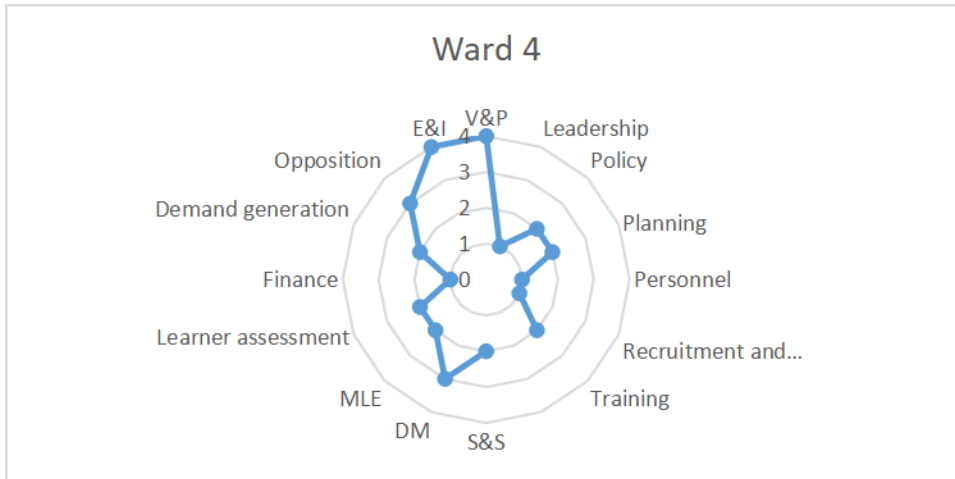 Ward 4
V&P
Leadership
Policy
Planning
Personnel
Recruitment and...
Training
S&S
DM
MLE
Learner assessment
Finance
Demand generation
Opposition
E&I
4
3
2
1
0